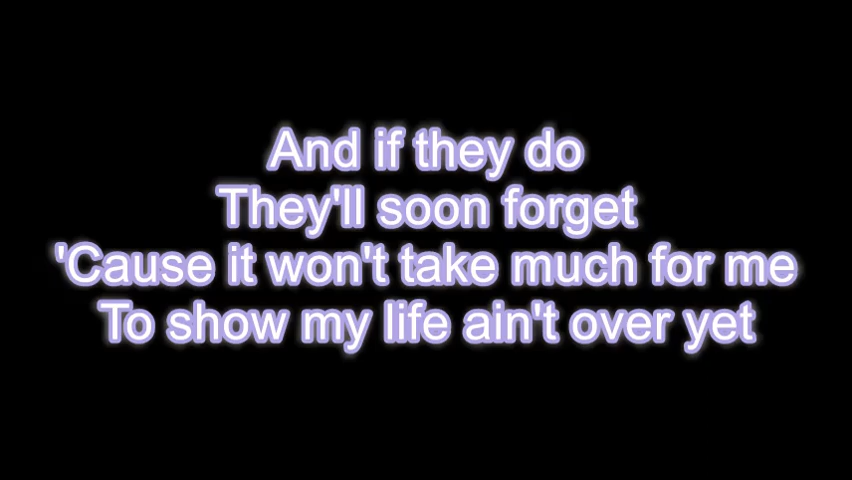 And if they do
They'll soon forget
'Cause it won't take much for me
To show my life ain't over yet